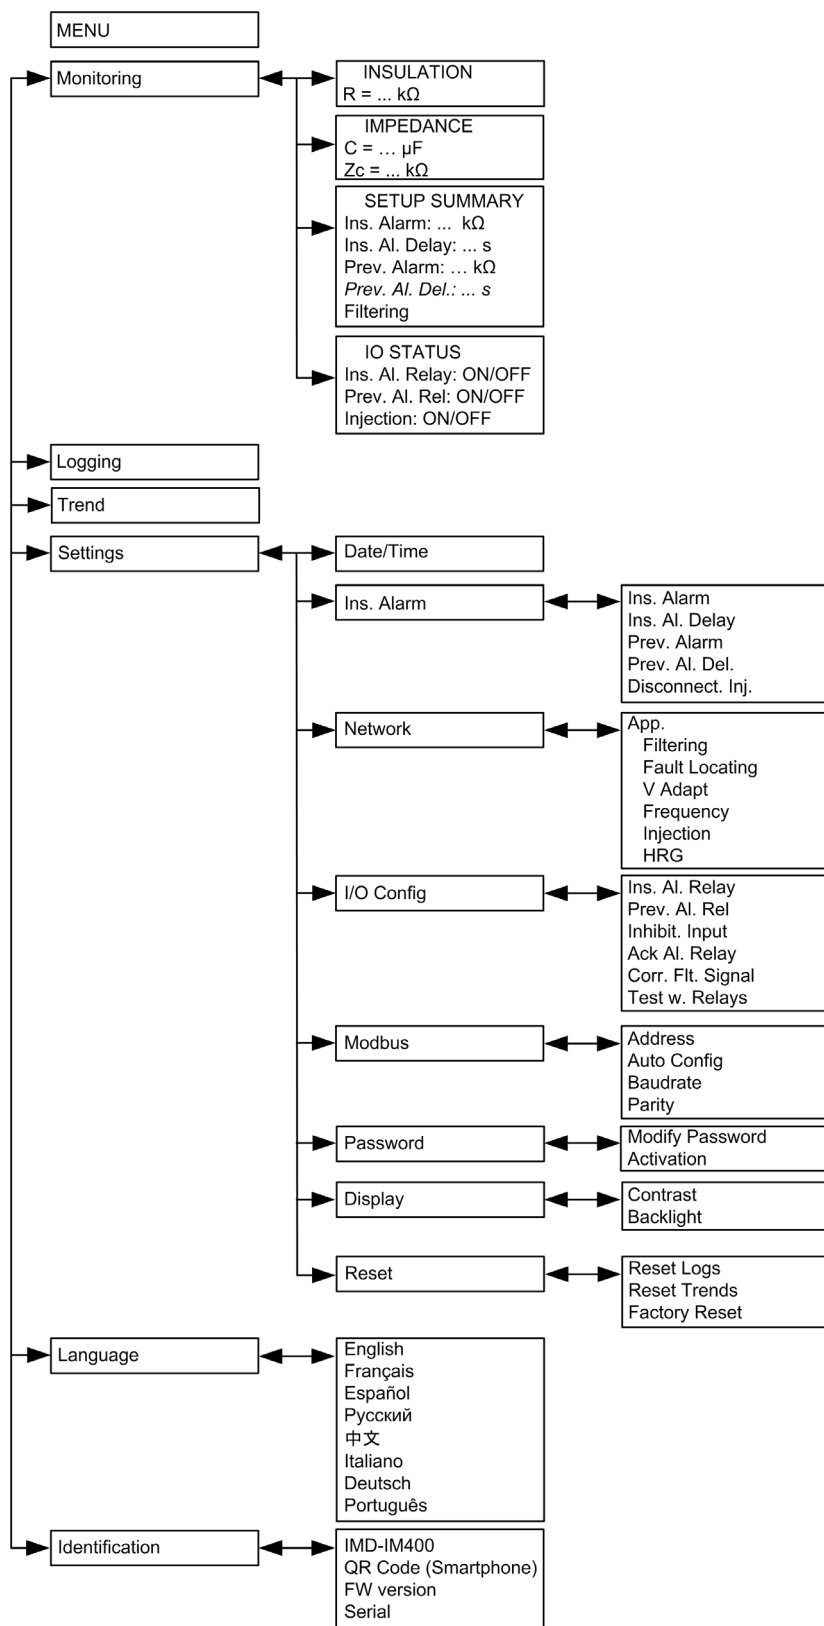 MENU
Monitoring
INSULATION
R = ... kΩ
IMPEDANCE
C = ... µF
Zc = ... kΩ
SETUP SUMMARY
Ins. Alarm: ... kΩ
Ins. Al. Delay: ... s
Prev. Alarm: ... kΩ
Prev. Al. Del.: ... s
Filtering
IO STATUS
Ins. Al. Relay: ON/OFF
Prev. Al. Rel: ON/OFF
Injection: ON/OFF
Logging
Trend
Settings
Date/Time
Ins. Alarm
Ins. Alarm
Ins. Al. Delay
Prev. Alarm
Prev. Al. Del.
Disconnect. Inj.
Network
App.
Filtering
Fault Locating
V Adapt
Frequency
Injection
HRG
I/O Config
Ins. Al. Relay
Prev. Al. Rel
Inhibit. Input
Ack Al. Relay
Corr. Flt. Signal
Test w. Relays
Modbus
Address
Auto Config
Baudrate
Parity
Password
Modify Password
Activation
Display
Contrast
Backlight
Reset
Reset Logs
Reset Trends
Factory Reset
Language
English
Français
Español
Русский
中文
Italiano
Deutsch
Português
Identification
IMD-IM400
QR Code (Smartphone)
FW version
Serial